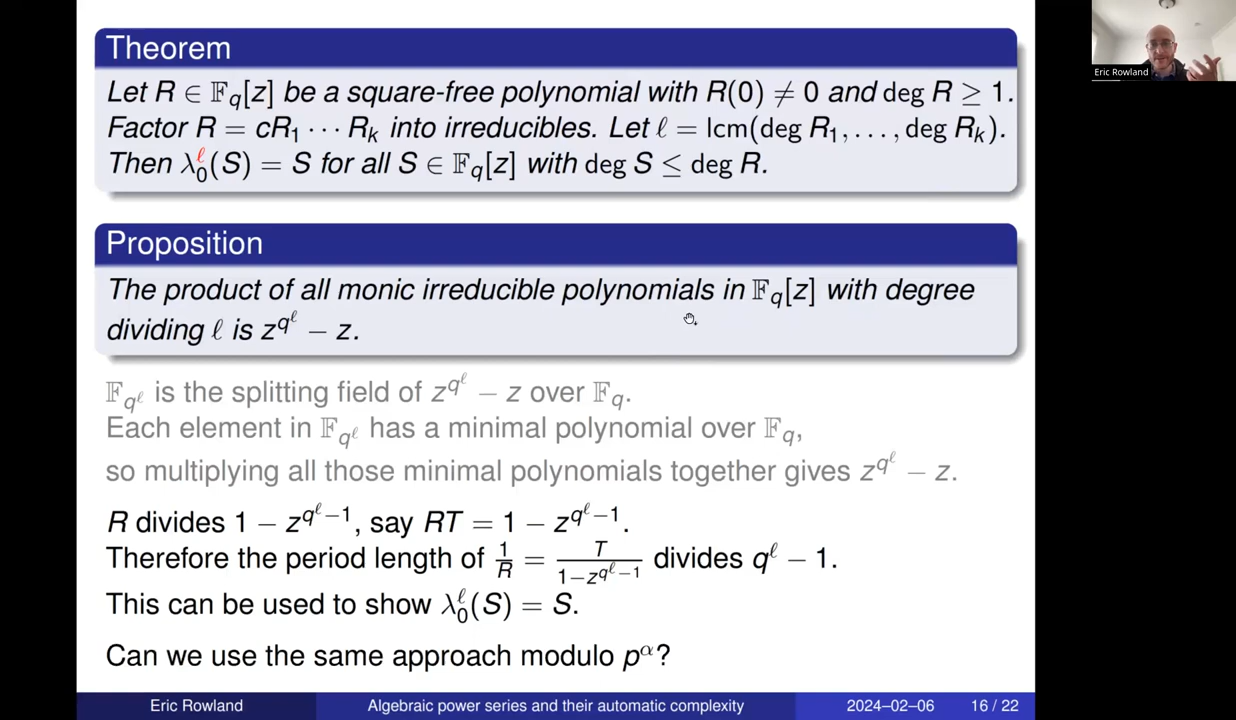 Theorem
Let R ∈ 𝔽_q[z] be a square-free polynomial with R(0) ≠ 0 and deg R ≥ 1.
Factor R = cR₁ ⋯ R_k into irreducibles. Let ℓ = lcm(deg R₁, …, deg R_k).
Then λ₀^ℓ(S) = S for all S ∈ 𝔽_q[z] with deg S ≤ deg R.
Proposition
The product of all monic irreducible polynomials in 𝔽_q[z] with degree
dividing ℓ is z^{q^ℓ} − z.
𝔽_{q^ℓ} is the splitting field of z^{q^ℓ} − z over 𝔽_q.
Each element in 𝔽_{q^ℓ} has a minimal polynomial over 𝔽_q,
so multiplying all those minimal polynomials together gives z^{q^ℓ} − z.
R divides 1 − z^{q^ℓ−1}, say RT = 1 − z^{q^ℓ−1}.
Therefore the period length of 1/R = T/(1−z^{q^ℓ−1}) divides q^ℓ − 1.
This can be used to show λ₀^ℓ(S) = S.
Can we use the same approach modulo p^α?
Eric Rowland Algebraic power series and their automatic complexity 2024–02–06 16 / 22
Eric Rowland